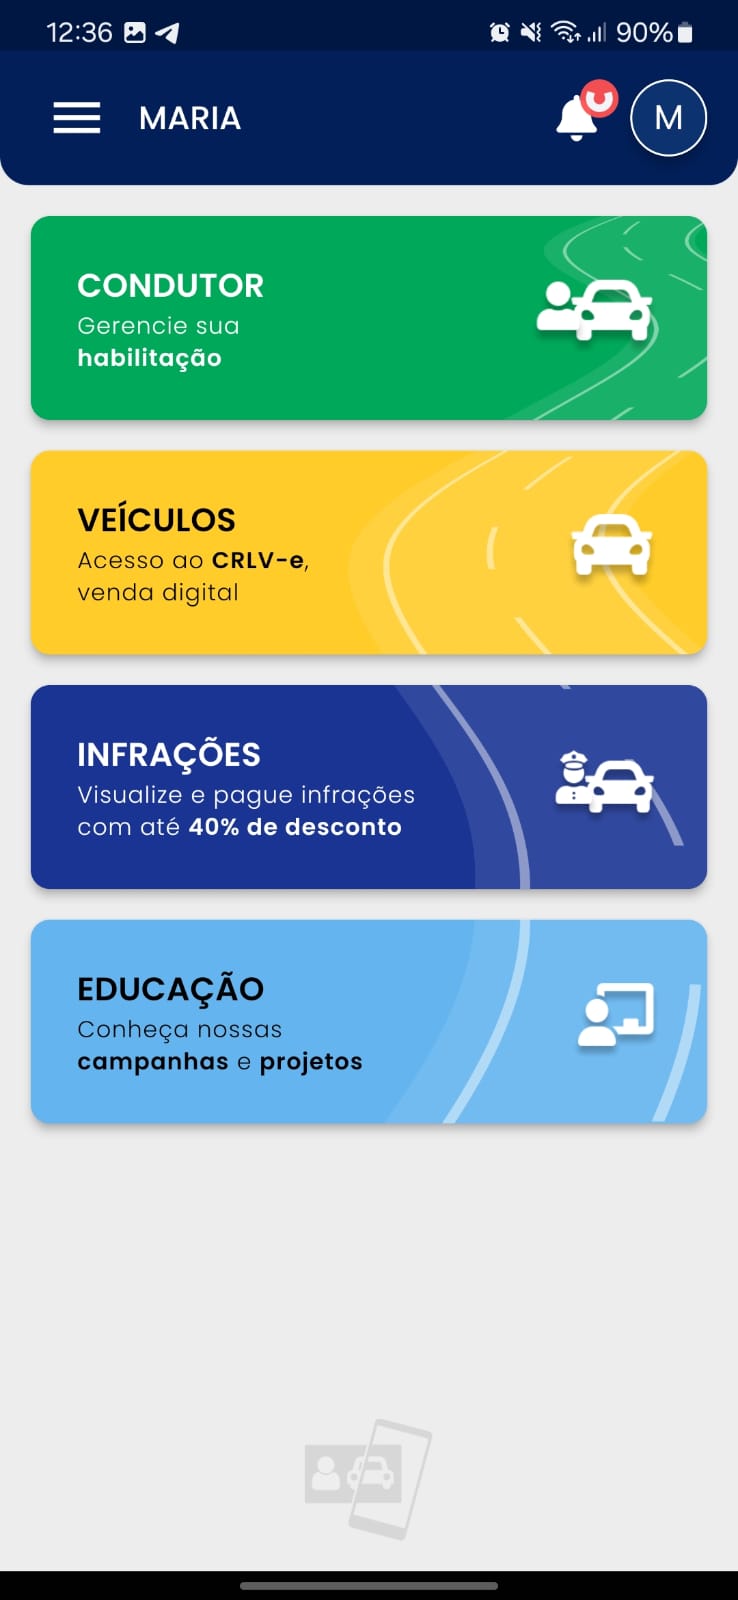 12:36
90%
MARIA
M
CONDUTOR
Gerencie sua
habilitação
VEÍCULOS
Acesso ao CRLV-e,
venda digital
INFRAÇÕES
Visualize e pague infrações
com até 40% de desconto
EDUCAÇÃO
Conheça nossas
campanhas e projetos